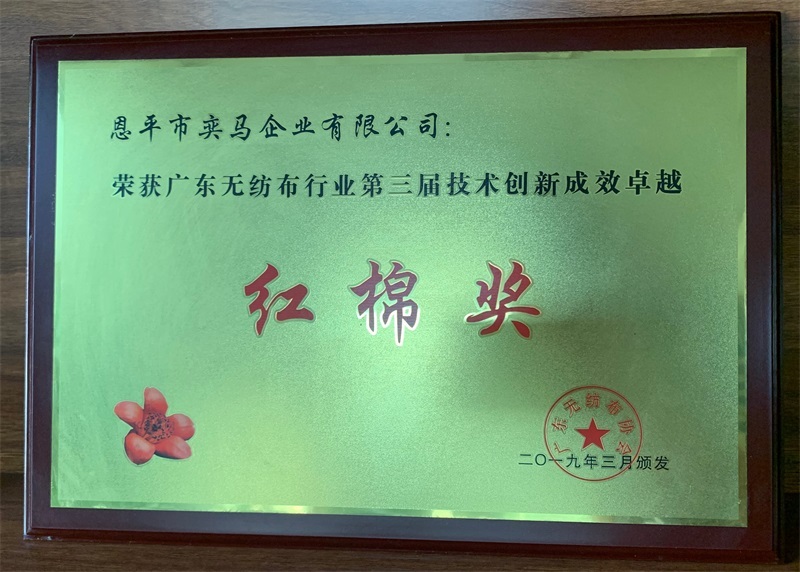 恩平市奕马企业有限公司：
荣获广东无纺布行业第三届技术创新成效卓越
红棉奖
广东无纺布协会
二〇一九年三月颁发